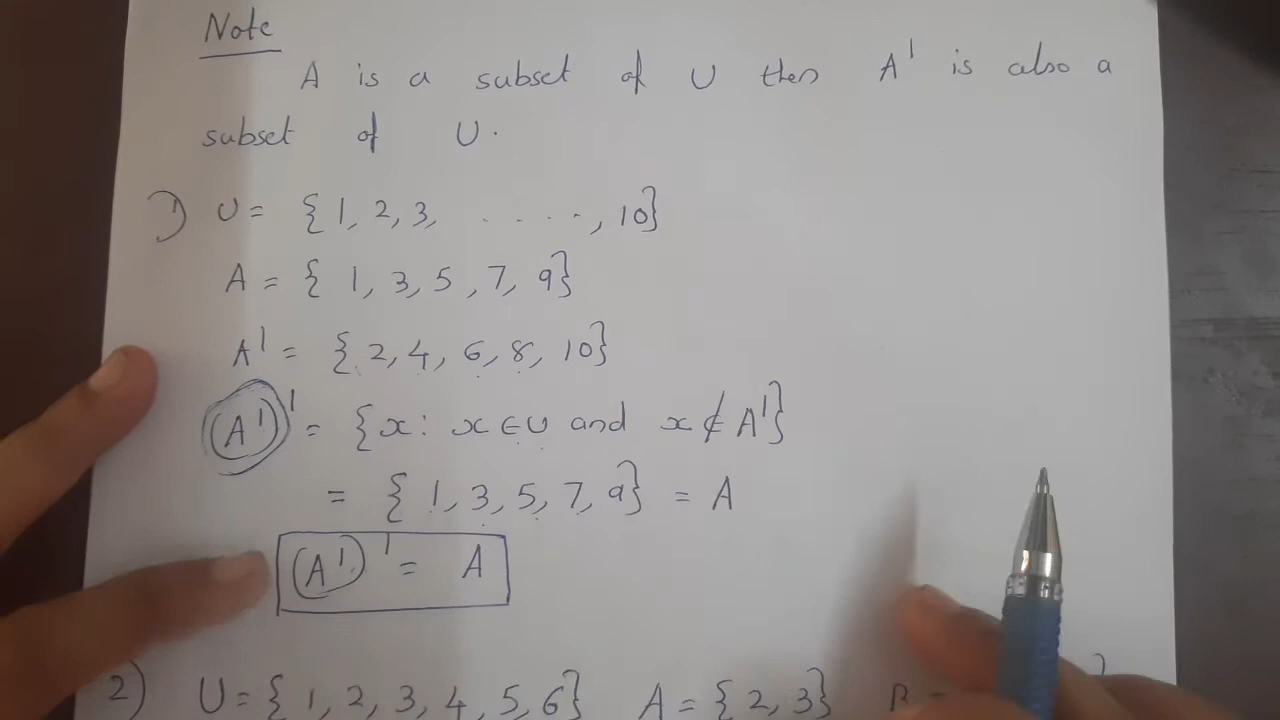 Note
A is a subset of U then A' is also a
subset of U.
1) U = {1, 2, 3, ....., 10}
A = { 1, 3, 5, 7, 9}
A' = {2, 4, 6, 8, 10}
(A')' = {x : x ∈ U and x ∉ A'}
= { 1, 3, 5, 7, 9} = A
(A')' = A
2) U = { 1, 2, 3, 4, 5, 6} A = { 2, 3}